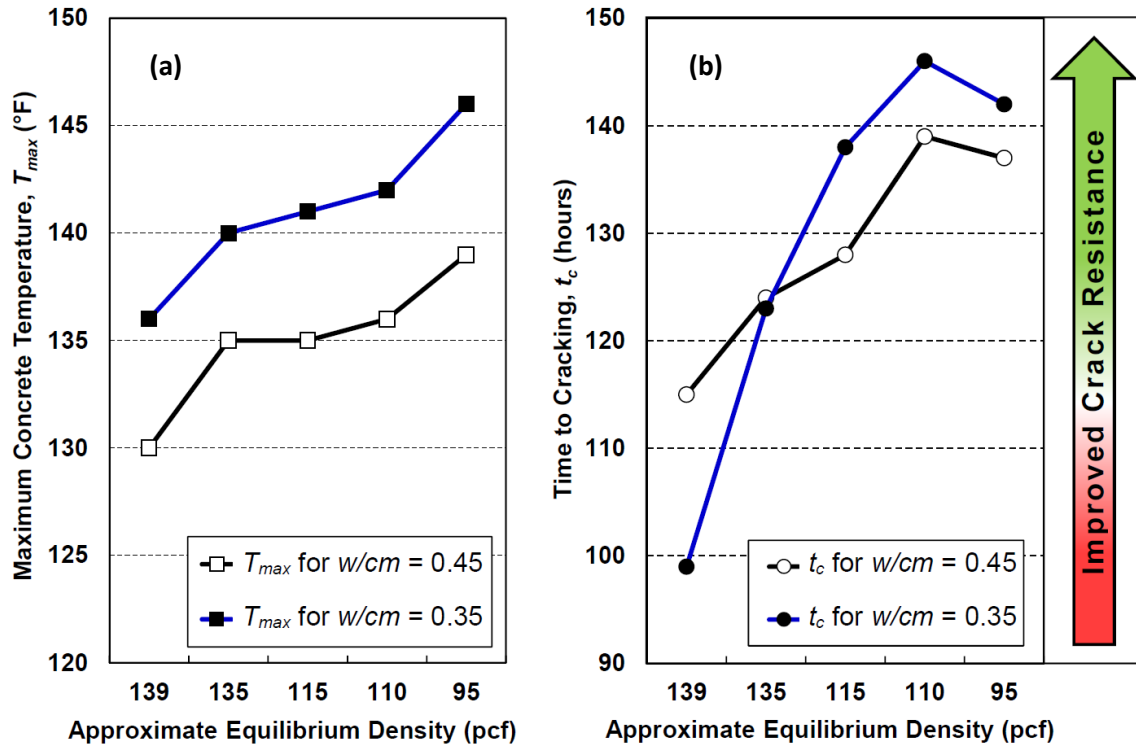 (a)
Maximum Concrete Temperature, Tmax (°F)
150
145
140
135
130
125
120
Tmax for w/cm = 0.45
Tmax for w/cm = 0.35
139 135 115 110 95
Approximate Equilibrium Density (pcf)
(b)
Time to Cracking, tc (hours)
150
140
130
120
110
100
90
tc for w/cm = 0.45
tc for w/cm = 0.35
139 135 115 110 95
Approximate Equilibrium Density (pcf)
Improved Crack Resistance